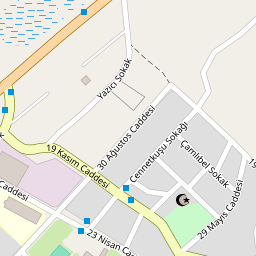 Yazıcı Sokak
30 Ağustos Caddesi
19 Kasım Caddesi
Cennetkuşu Sokağı
Çamlıbel Sokak
29 Mayıs Caddesi
Caddesi
23 Nisan Ca
19